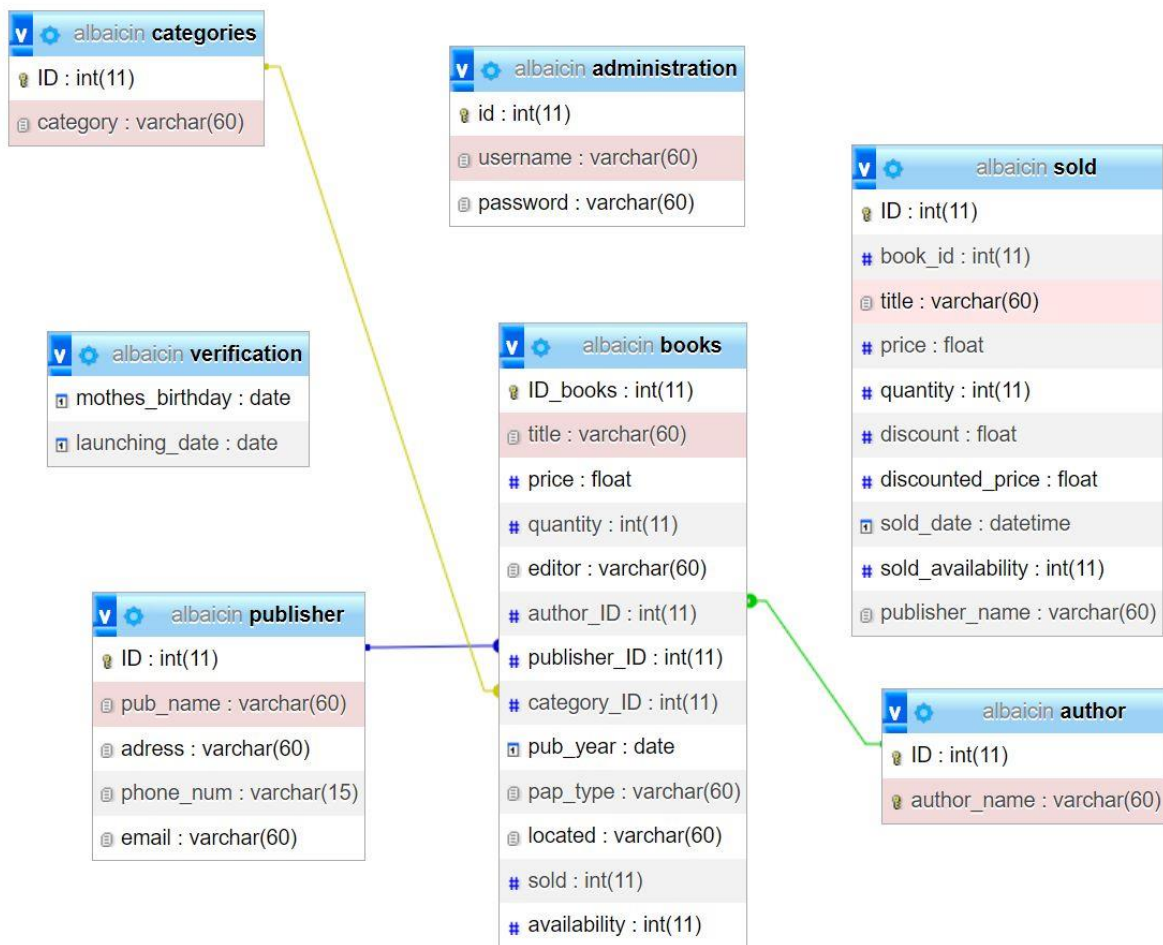 albaicin categories
ID : int(11)
category : varchar(60)
albaicin administration
id : int(11)
username : varchar(60)
password : varchar(60)
albaicin sold
ID : int(11)
book_id : int(11)
title : varchar(60)
price : float
quantity : int(11)
discount : float
discounted_price : float
sold_date : datetime
sold_availability : int(11)
publisher_name : varchar(60)
albaicin verification
mothes_birthday : date
launching_date : date
albaicin books
ID_books : int(11)
title : varchar(60)
price : float
quantity : int(11)
editor : varchar(60)
author_ID : int(11)
publisher_ID : int(11)
category_ID : int(11)
pub_year : date
pap_type : varchar(60)
located : varchar(60)
sold : int(11)
availability : int(11)
albaicin publisher
ID : int(11)
pub_name : varchar(60)
adress : varchar(60)
phone_num : varchar(15)
email : varchar(60)
albaicin author
ID : int(11)
author_name : varchar(60)